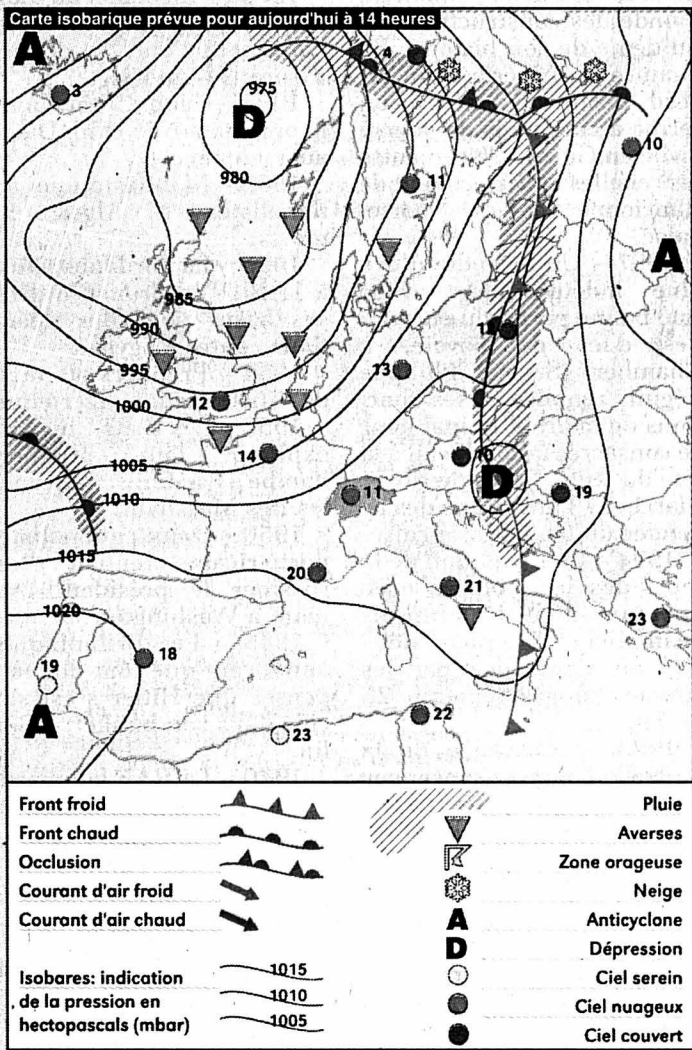 Carte isobarique prévue pour aujourd'hui à 14 heures
A
3
975
4
D
10
980
11
A
985
990
995
13
1000
12
1005
14
10
D
1010
11
19
1015
20
21
1020
23
18
19
A
22
23
Front froid
Front chaud
Occlusion
Courant d'air froid
Courant d'air chaud
Isobares: indication 1015
de la pression en 1010
hectopascals (mbar) 1005
Pluie
Averses
Zone orageuse
Neige
A Anticyclone
D Dépression
Ciel serein
Ciel nuageux
Ciel couvert